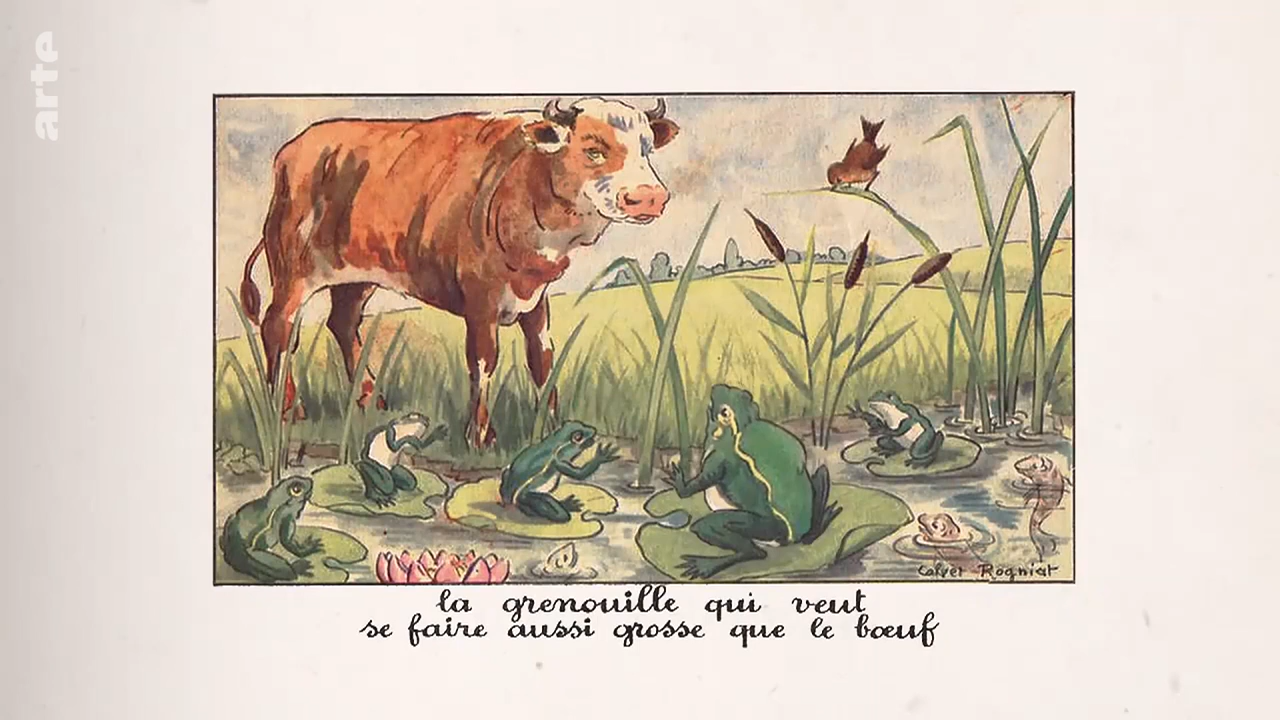 arte
Calvet Rogniat
la grenouille qui veut
se faire aussi grosse que le bœuf